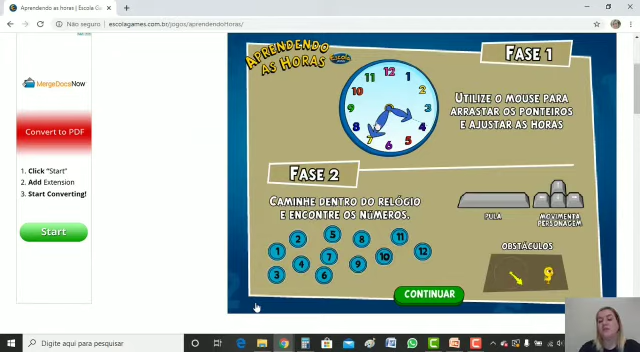 Aprendendo as horas | Escola G
Não seguro | escolagames.com.br/jogos/aprendendoHoras/
MergeDocsNow
Convert to PDF
1. Click "Start"
2. Add Extension
3. Start Converting!
Start
APRENDENDO
AS HORAS
Escola
12
11
1
10
2
9
3
8
4
7
5
6
FASE 1
UTILIZE O MOUSE PARA
ARRASTAR OS PONTEIROS
E AJUSTAR AS HORAS
FASE 2
CAMINHE DENTRO DO RELÓGIO
E ENCONTRE OS NÚMEROS.
1 2 5 8 11
3 4 7 9 10 12
6
PULA
MOVIMENTA
PERSONAGEM
OBSTÁCULOS
CONTINUAR
Digite aqui para pesquisar